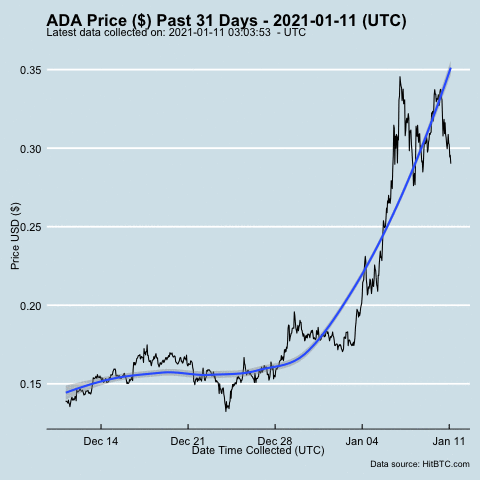 ADA Price ($) Past 31 Days - 2021-01-11 (UTC)
Latest data collected on: 2021-01-11 03:03:53 - UTC
0.35
0.30
0.25
0.20
0.15
Price USD ($)
Dec 14 Dec 21 Dec 28 Jan 04 Jan 11
Date Time Collected (UTC)
Data source: HitBTC.com